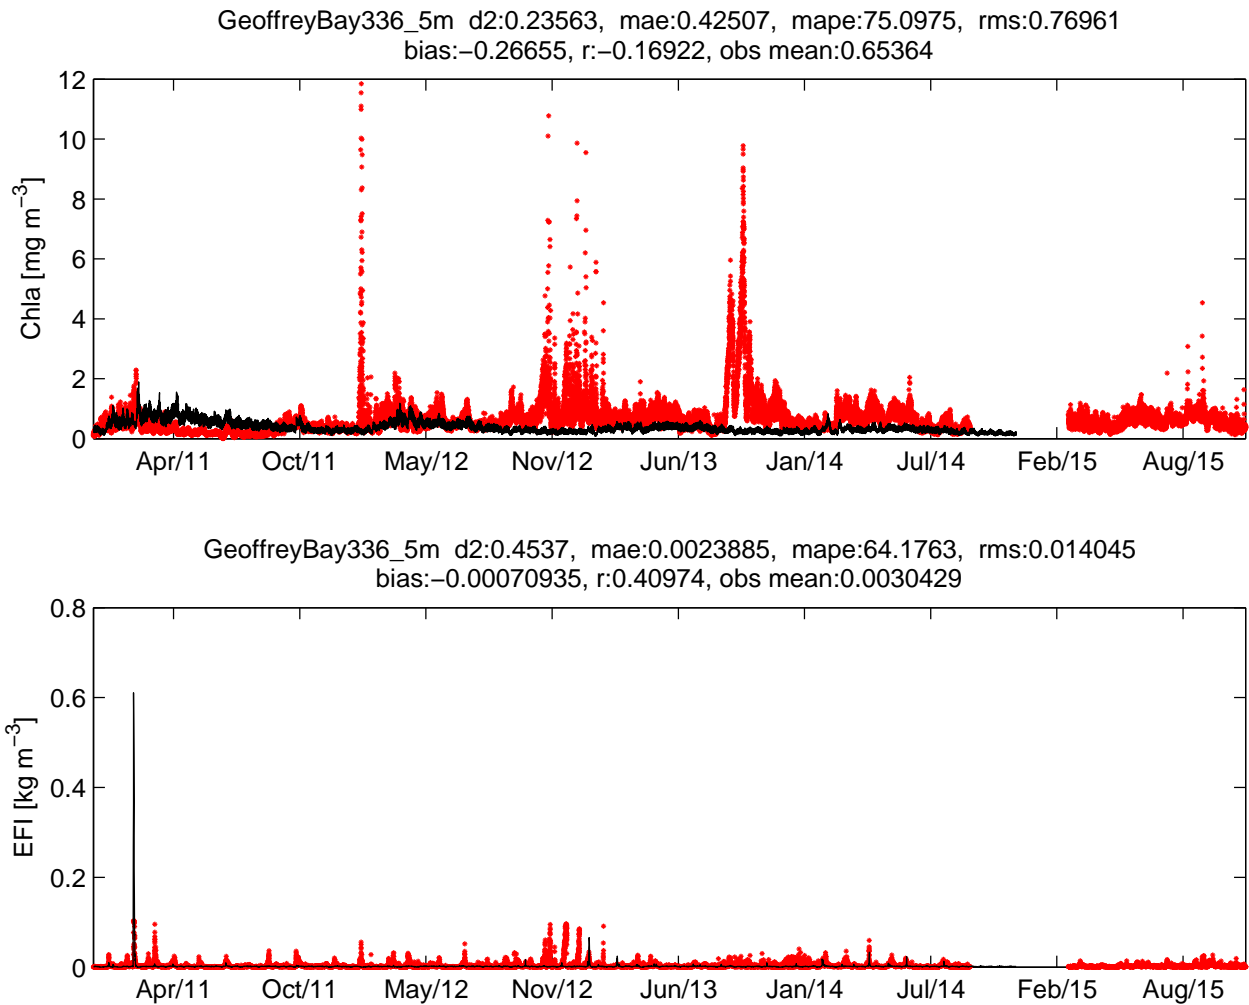 GeoffreyBay336_5m  d2:0.23563,  mae:0.42507,  mape:75.0975,  rms:0.76961
bias:−0.26655, r:−0.16922, obs mean:0.65364
Chla [mg m−3]
12
10
8
6
4
2
0
Apr/11 Oct/11 May/12 Nov/12 Jun/13 Jan/14 Jul/14 Feb/15 Aug/15
GeoffreyBay336_5m  d2:0.4537,  mae:0.0023885,  mape:64.1763,  rms:0.014045
bias:−0.00070935, r:0.40974, obs mean:0.0030429
EFI [kg m−3]
0.8
0.6
0.4
0.2
0
Apr/11 Oct/11 May/12 Nov/12 Jun/13 Jan/14 Jul/14 Feb/15 Aug/15